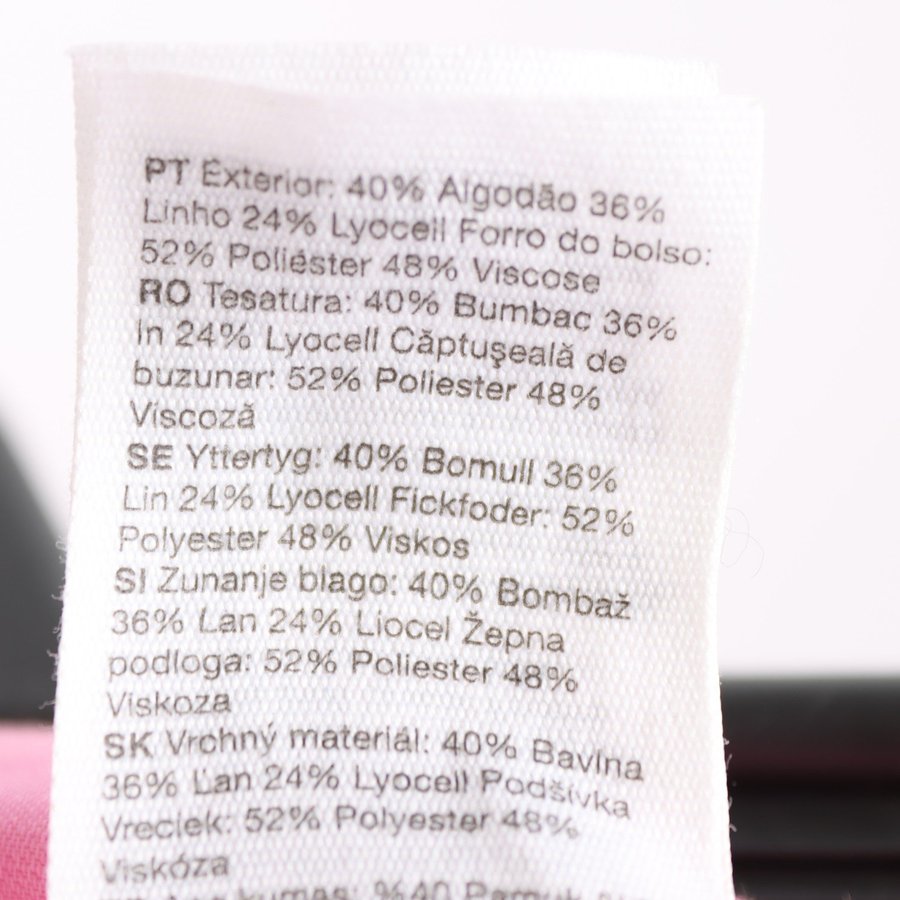 PT Exterior: 40% Algodão 36%
Linho 24% Lyocell Forro do bolso:
52% Poliéster 48% Viscose
RO Tesatura: 40% Bumbac 36%
In 24% Lyocell Căptuşeală de
buzunar: 52% Poliester 48%
Viscoză
SE Yttertyg: 40% Bomull 36%
Lin 24% Lyocell Fickfoder: 52%
Polyester 48% Viskos
SI Zunanje blago: 40% Bombaž
36% Lan 24% Liocel Žepna
podloga: 52% Poliester 48%
Viskoza
SK Vrchný materiál: 40% Bavlna
36% Ľan 24% Lyocell Podšívka
Vreciek: 52% Polyester 48%
Viskóza
kumaş: %40 Pamuk